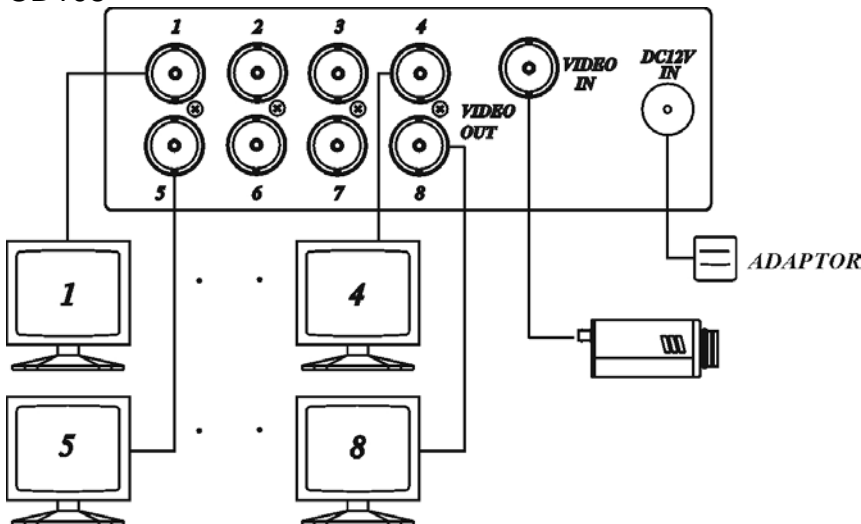 1 2 3 4
VIDEO IN
DC12V IN
VIDEO OUT
5 6 7 8
ADAPTOR
1 4
5 8